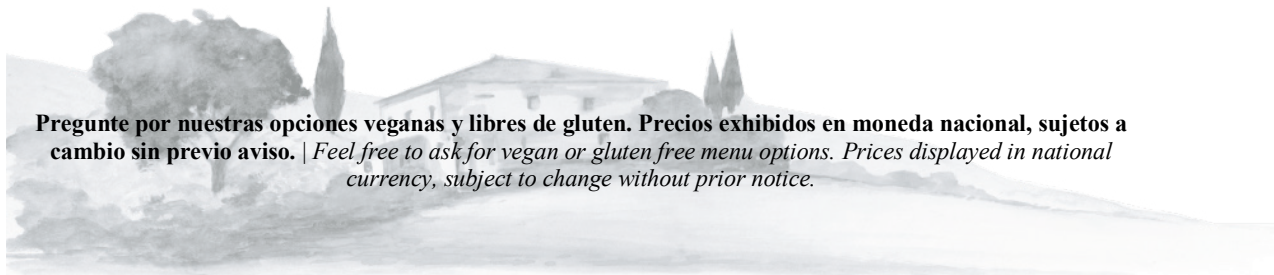 Pregunte por nuestras opciones veganas y libres de gluten. Precios exhibidos en moneda nacional, sujetos a
cambio sin previo aviso. | Feel free to ask for vegan or gluten free menu options. Prices displayed in national
currency, subject to change without prior notice.